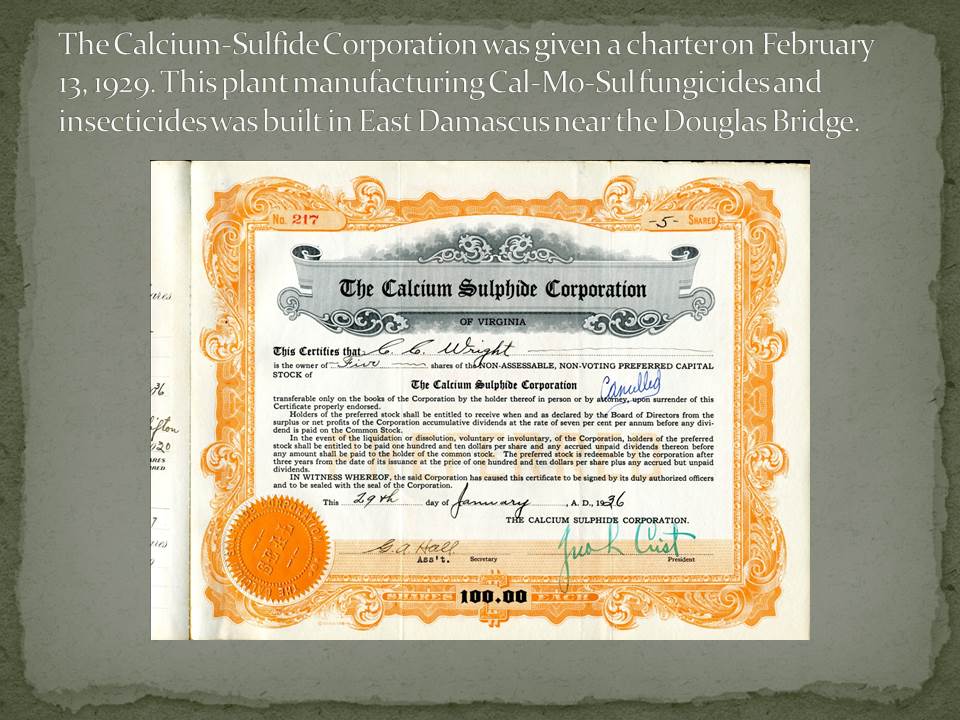 The Calcium-Sulfide Corporation was given a charter on February
13, 1929. This plant manufacturing Cal-Mo-Sul fungicides and
insecticides was built in East Damascus near the Douglas Bridge.
No. 217
-5- SHARES
The Calcium Sulphide Corporation
OF VIRGINIA
This Certifies that C. C. Wright
is the owner of Five shares of the NON-ASSESSABLE, NON-VOTING PREFERRED CAPITAL
STOCK of
The Calcium Sulphide Corporation
Cancelled
transferable only on the books of the Corporation by the holder thereof in person or by attorney, upon surrender of this
Certificate properly endorsed.
Holders of the preferred stock shall be entitled to receive when and as declared by the Board of Directors from the
surplus or net profits of the Corporation accumulative dividends at the rate of seven per cent per annum before any divi-
dend is paid on the Common Stock.
In the event of the liquidation or dissolution, voluntary or involuntary, of the Corporation, holders of the preferred
stock shall be entitled to be paid one hundred and ten dollars per share and any accrued unpaid dividends thereon before
any amount shall be paid to the holder of the common stock. The preferred stock is redeemable by the corporation after
three years from the date of its issuance at the price of one hundred and ten dollars per share plus any accrued but unpaid
dividends.
IN WITNESS WHEREOF, the said Corporation has caused this certificate to be signed by its duly authorized officers
and to be sealed with the seal of the Corporation.
This 29th day of January, A. D., 1936
THE CALCIUM SULPHIDE CORPORATION.
G. A. Hall
Jno L Crist
Ass't. Secretary
President
SHARES 100.00 EACH